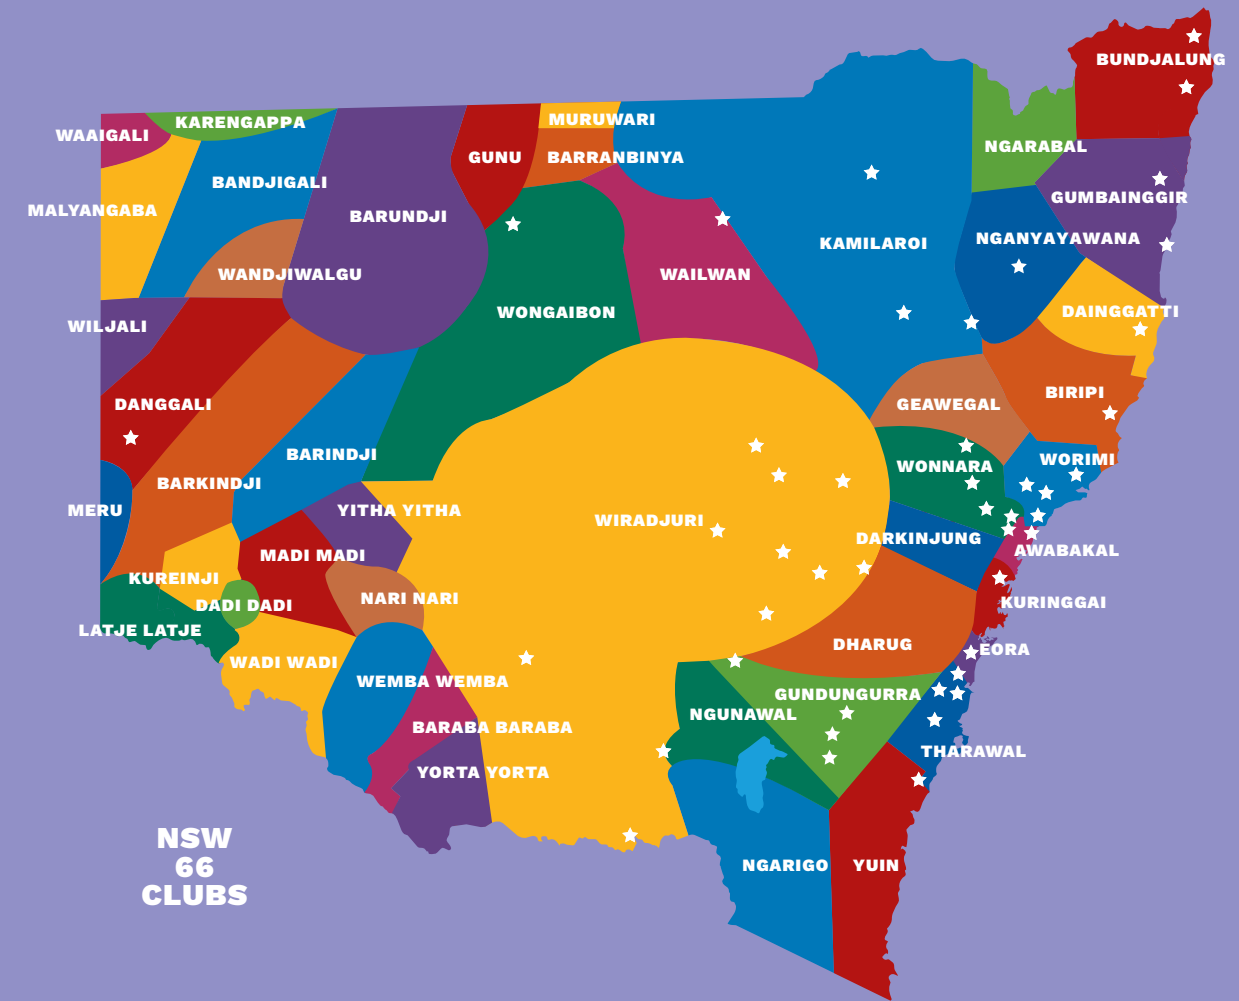 BUNDJALUNG
MURUWARI
KARENGAPPA
WAAIGALI
NGARABAL
GUNU
BARRANBINYA
BANDJIGALI
GUMBAINGGIR
MALYANGABA
BARUNDJI
NGANYAYAWANA
KAMILAROI
WANDJIWALGU
WAILWAN
WONGAIBON
DAINGGATTI
WILJALI
BIRIPI
DANGGALI
GEAWEGAL
BARINDJI
WORIMI
WONNARA
BARKINDJI
MERU
YITHA YITHA
WIRADJURI
DARKINJUNG
AWABAKAL
MADI MADI
KUREINJI
NARI NARI
KURINGGAI
DADI DADI
LATJE LATJE
DHARUG
EORA
WADI WADI
WEMBA WEMBA
GUNDUNGURRA
NGUNAWAL
BARABA BARABA
THARAWAL
YORTA YORTA
NSW
66
CLUBS
NGARIGO
YUIN